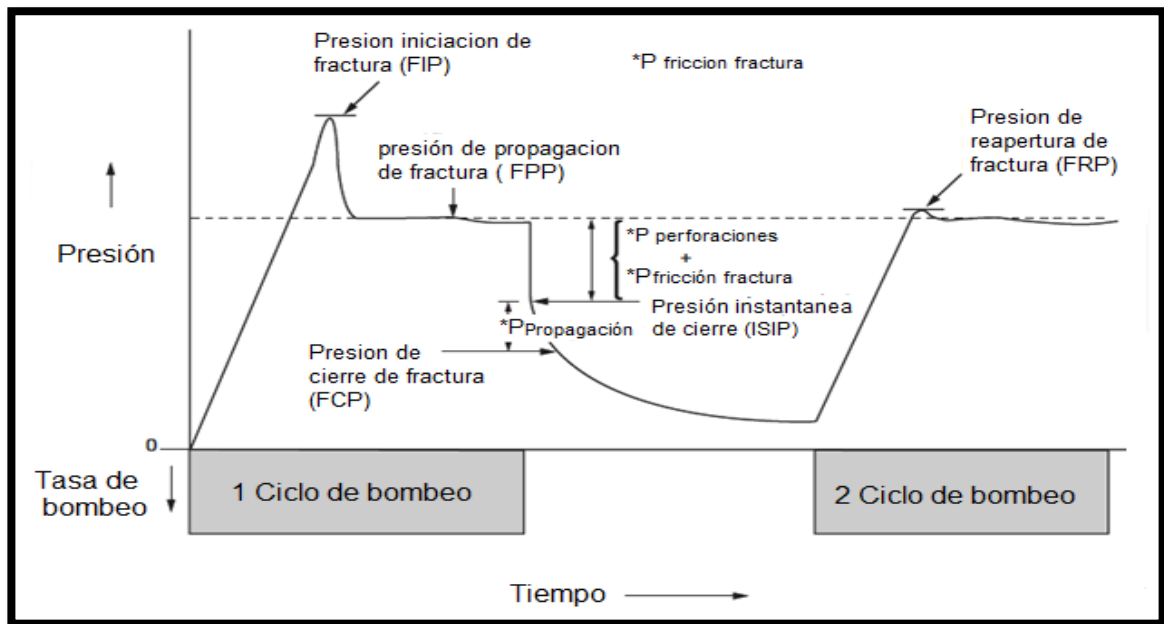 Presion iniciacion de
fractura (FIP)
*P friccion fractura
Presion de
reapertura de
fractura (FRP)
presión de propagacion
de fractura ( FPP)
Presión
*P perforaciones
+
*P fricción fractura
Presión instantanea
de cierre (ISIP)
*P Propagación
Presion de
cierre de fractura
(FCP)
0
Tasa de
bombeo
1 Ciclo de bombeo
2 Ciclo de bombeo
Tiempo